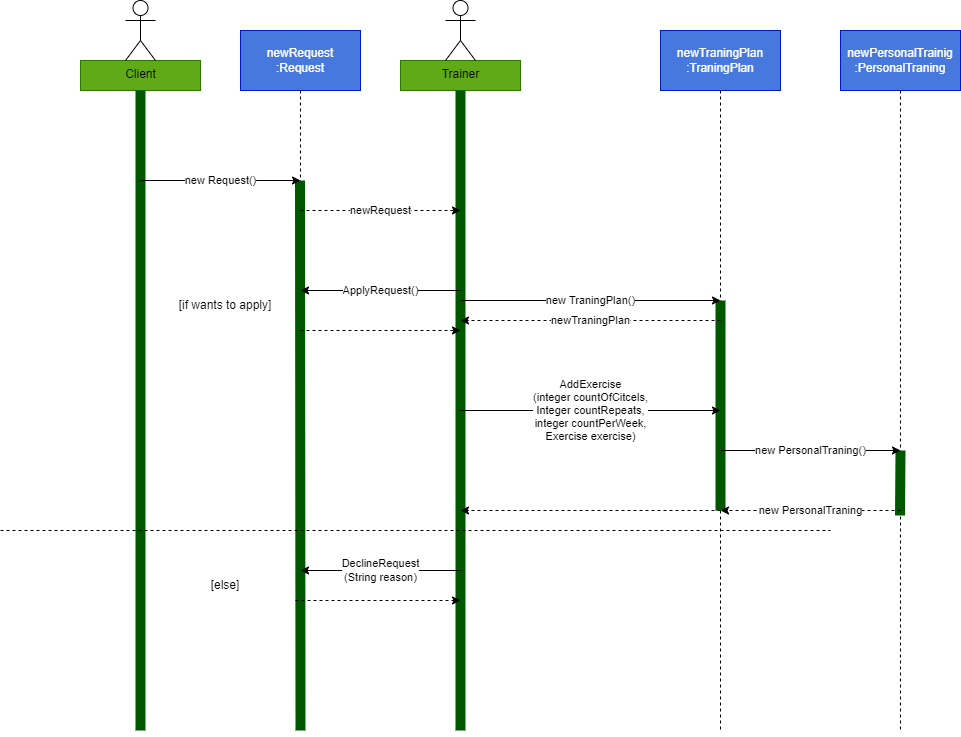 newRequest
:Request
newTraningPlan
:TraningPlan
newPersonalTrainig
:PersonalTraning
Client
Trainer
new Request()
newRequest
ApplyRequest()
[if wants to apply]
new TraningPlan()
newTraningPlan
AddExercise
(integer countOfCitcels,
Integer countRepeats,
integer countPerWeek,
Exercise exercise)
new PersonalTraning()
new PersonalTraning
DeclineRequest
(String reason)
[else]